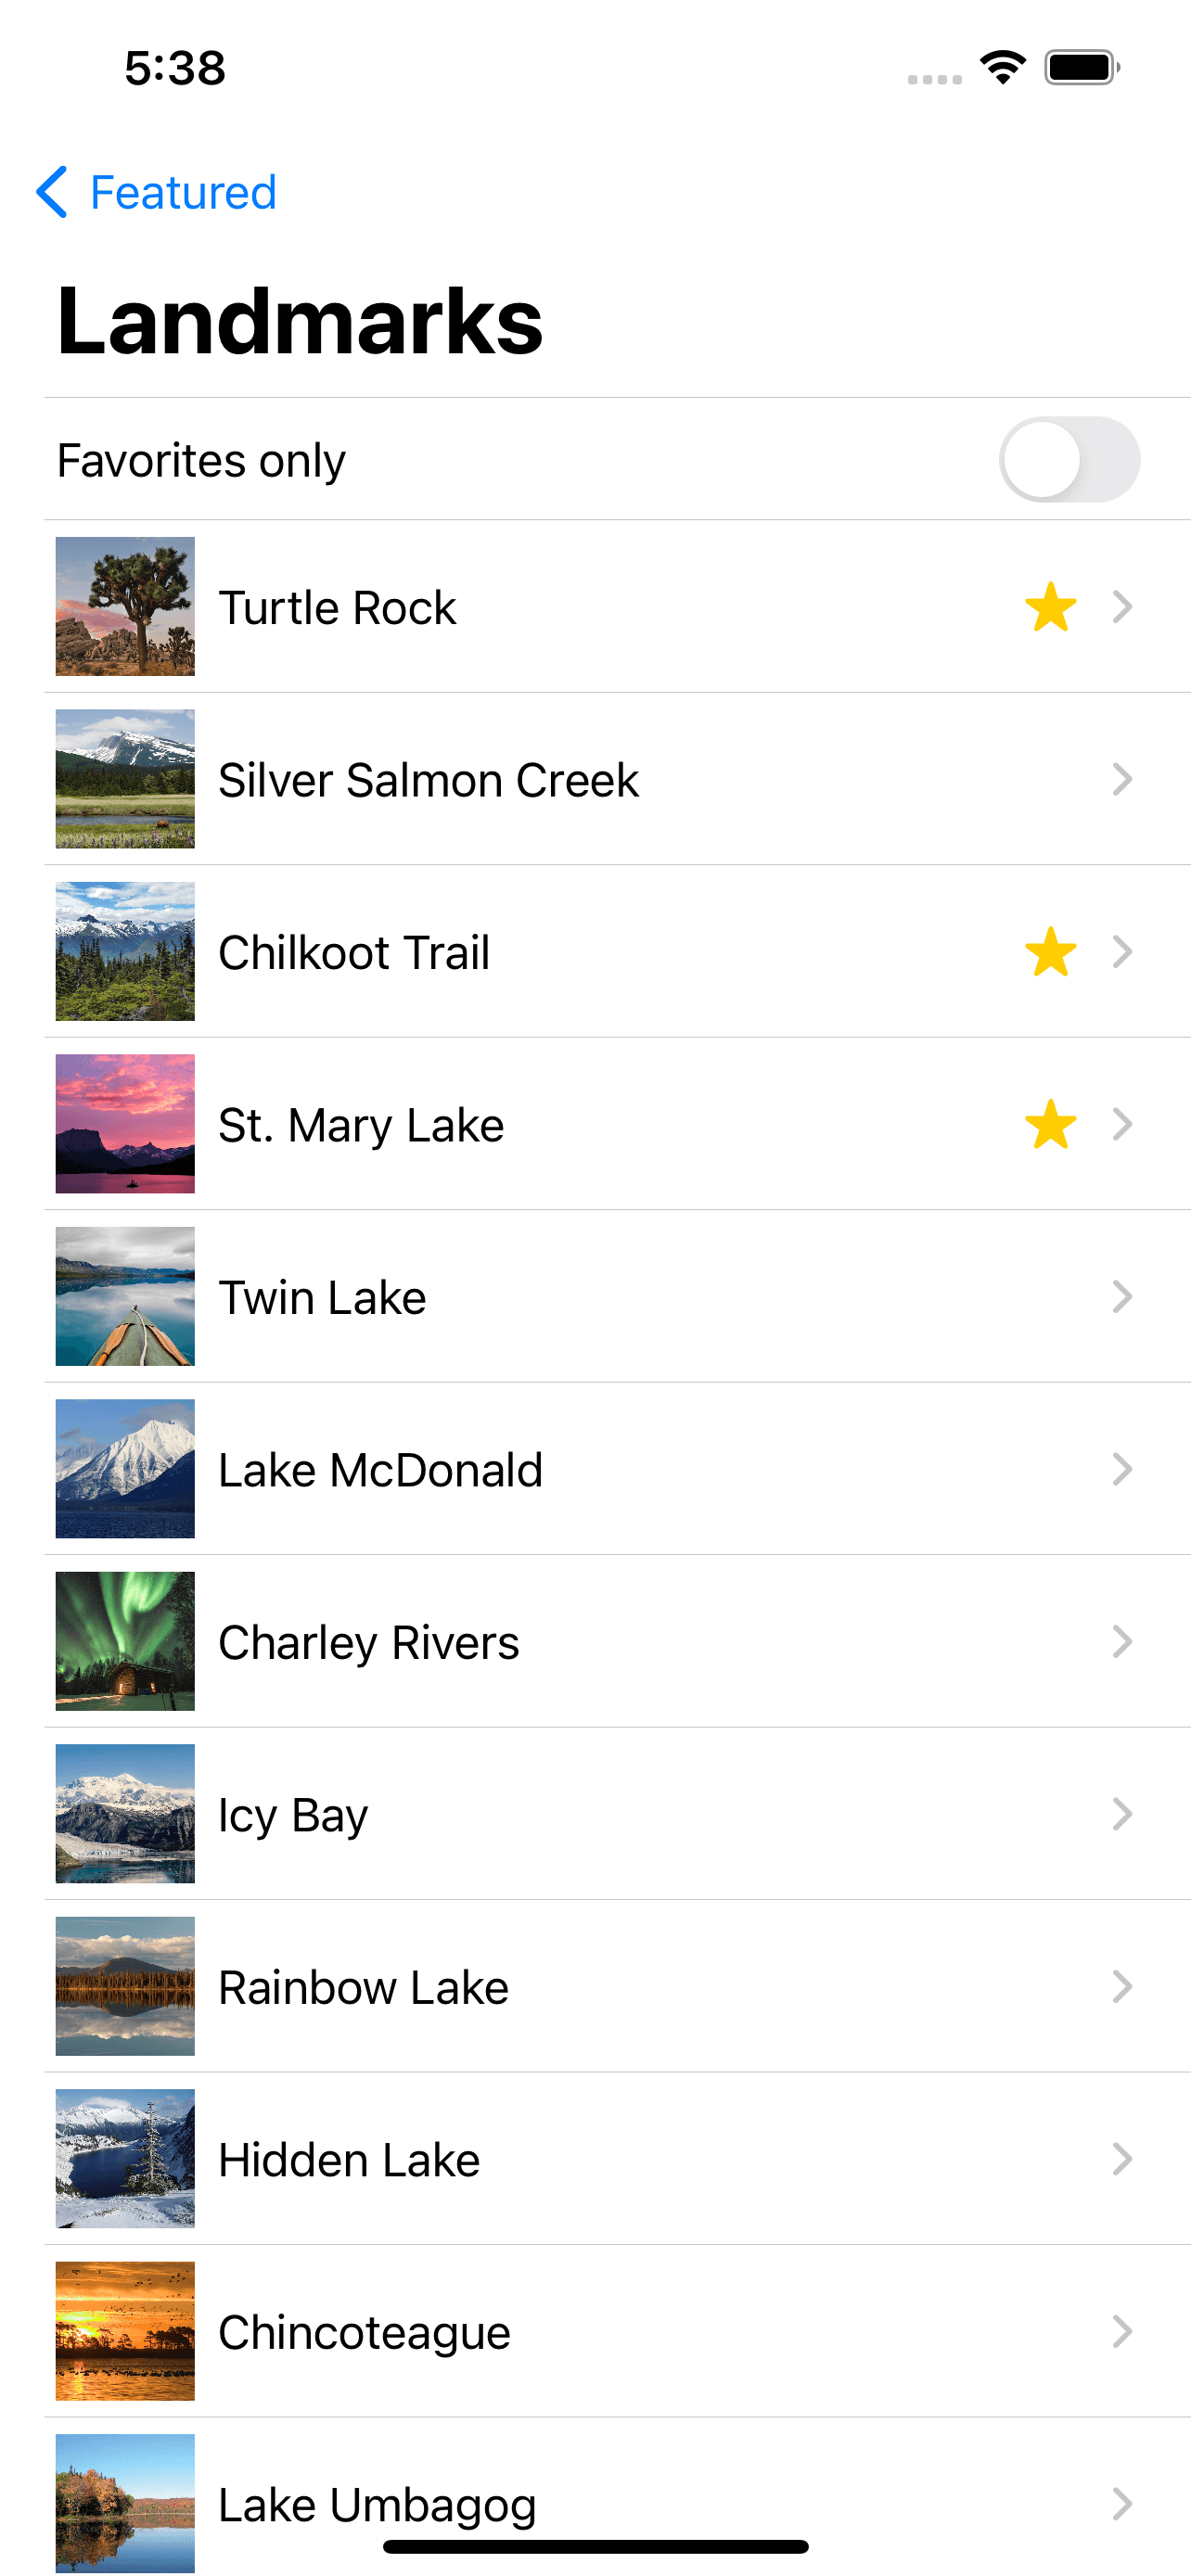 5:38
Featured
Landmarks
Favorites only
Turtle Rock
Silver Salmon Creek
Chilkoot Trail
St. Mary Lake
Twin Lake
Lake McDonald
Charley Rivers
Icy Bay
Rainbow Lake
Hidden Lake
Chincoteague
Lake Umbagog